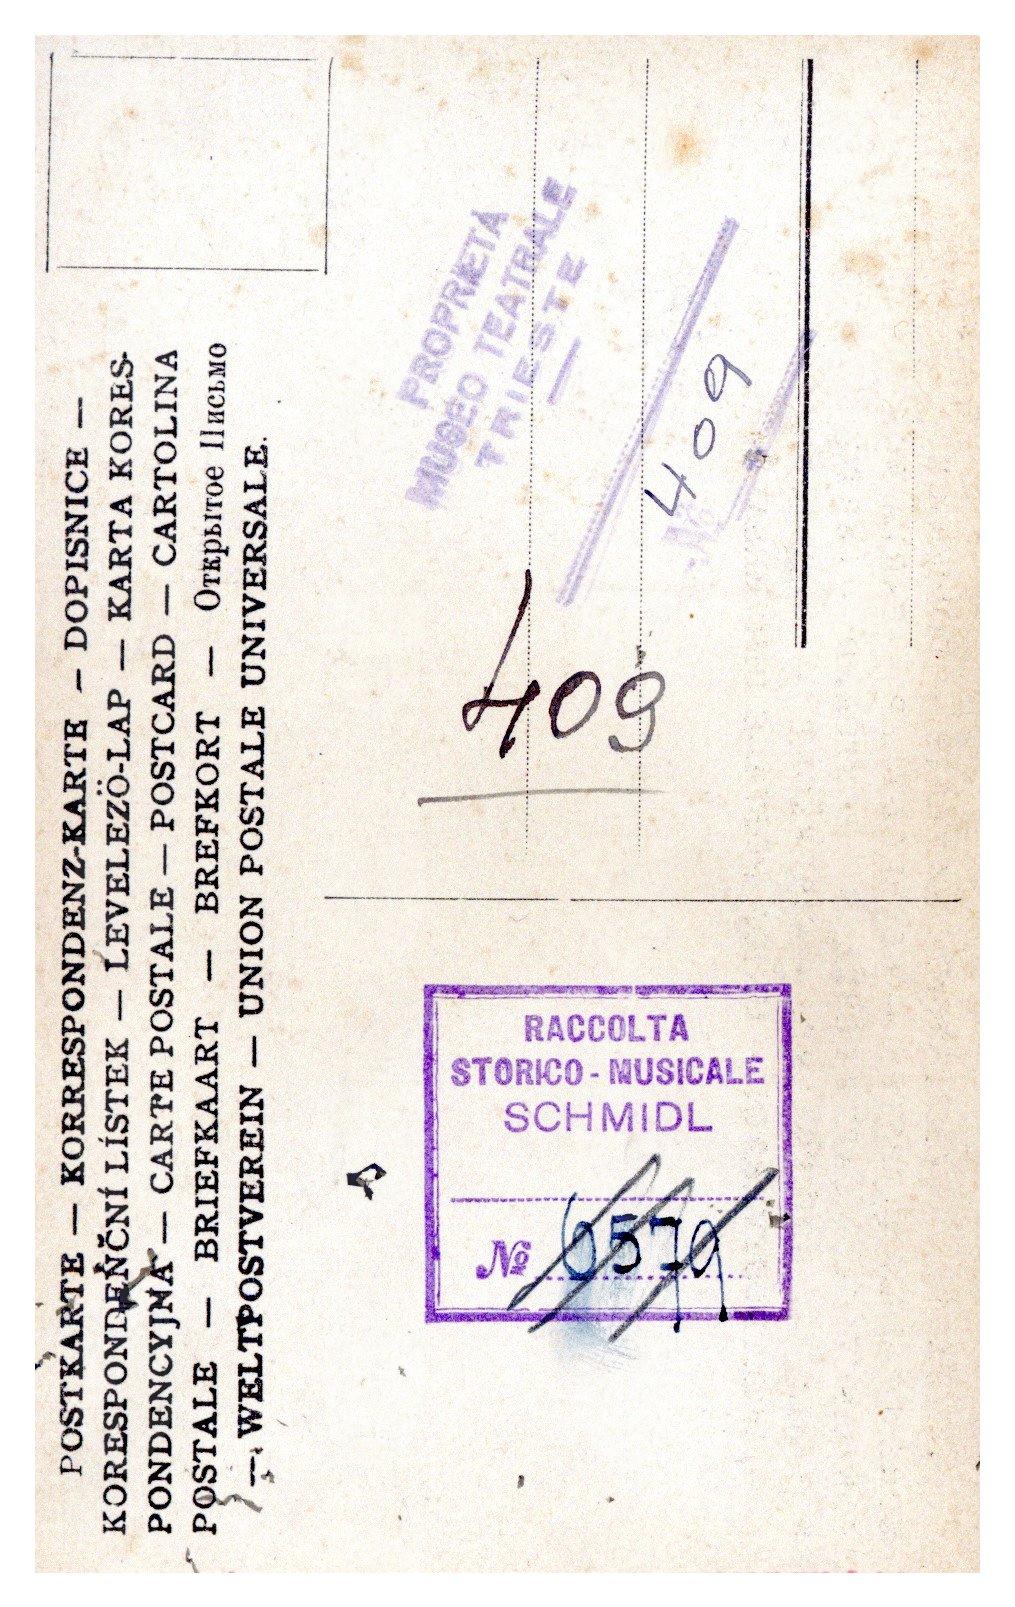 POSTKARTE — KORRESPONDENZ-KARTE — DOPISNICE —
KORESPONDENČNÍ LÍSTEK — LEVELEZÖ-LAP — KARTA KORES-
PONDENCYJNA — CARTE POSTALE — POSTCARD — CARTOLINA
POSTALE — BRIEFKAART — BREFKORT — Открытое Письмо
— WELTPOSTVEREIN — UNION POSTALE UNIVERSALE.
PROPRIETÀ
MUSEO TEATRALE
TRIESTE
No 409
409
RACCOLTA
STORICO-MUSICALE
SCHMIDL
No 6579